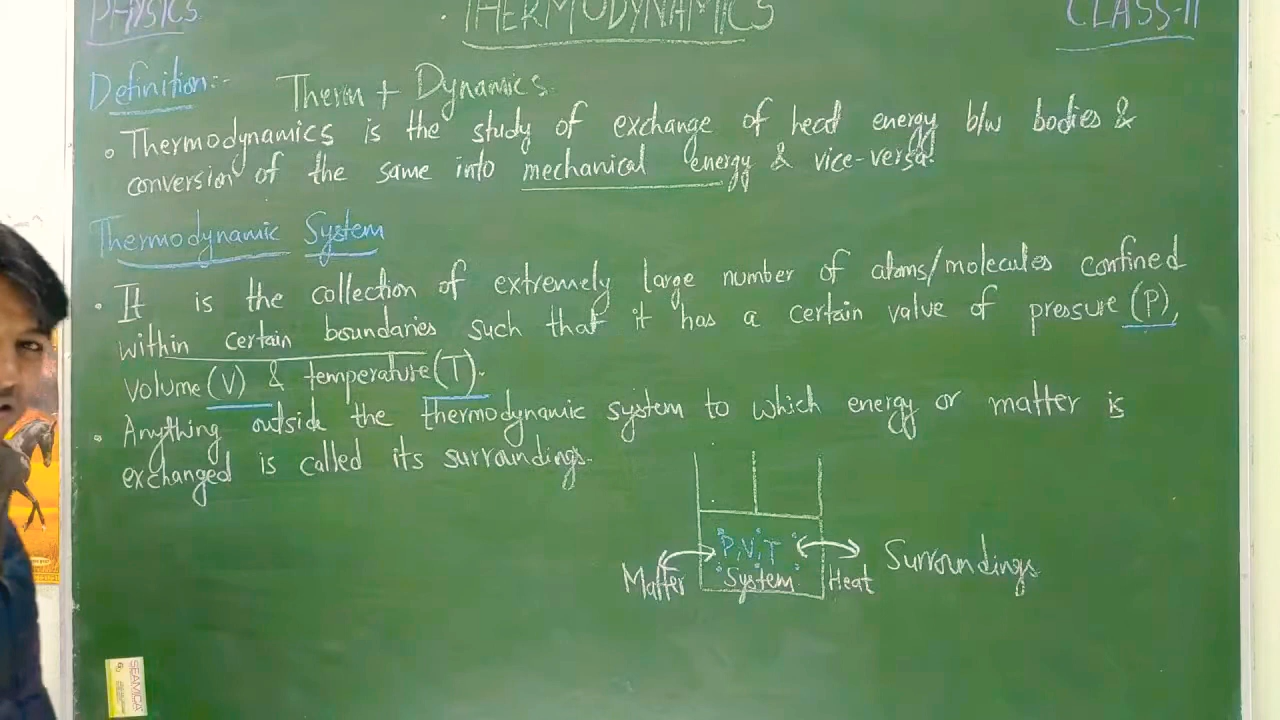 PHYSICS
THERMODYNAMICS
CLASS-11
Definition:-
Therm + Dynamics
• Thermodynamics is the study of exchange of heat energy b/w bodies &
conversion of the same into mechanical energy & vice-versa.
Thermodynamic System
• It is the collection of extremely large number of atoms/molecules confined
within certain boundaries such that it has a certain value of pressure (P),
volume (V) & temperature (T).
• Anything outside the thermodynamic system to which energy or matter is
exchanged is called its surroundings.
P,V,T
System
Matter
Heat
Surroundings
SEAMICA